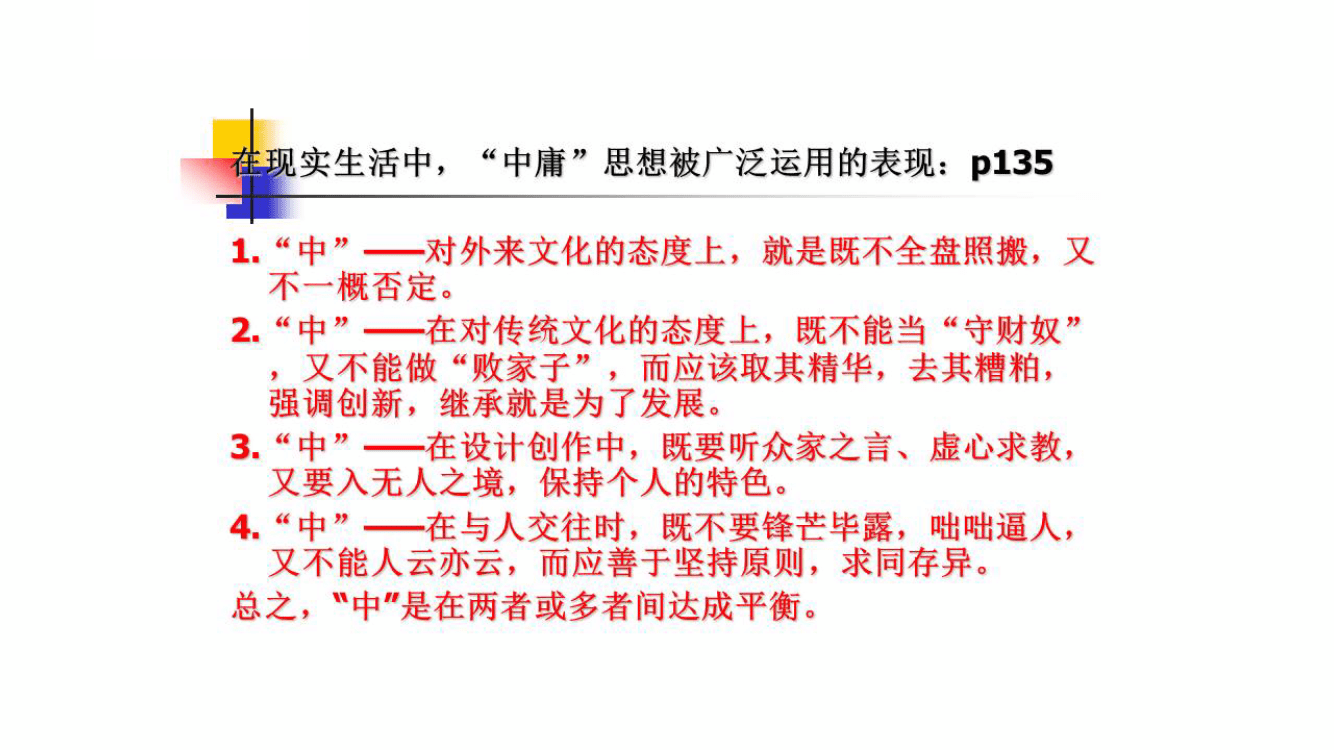 在现实生活中，“中庸”思想被广泛运用的表现：p135
1.“中”——对外来文化的态度上，就是既不全盘照搬，又
不一概否定。
2.“中”——在对传统文化的态度上，既不能当“守财奴”
，又不能做“败家子”，而应该取其精华，去其糟粕，
强调创新，继承就是为了发展。
3.“中”——在设计创作中，既要听众家之言、虚心求教，
又要入无人之境，保持个人的特色。
4.“中”——在与人交往时，既不要锋芒毕露，咄咄逼人，
又不能人云亦云，而应善于坚持原则，求同存异。
总之，“中”是在两者或多者间达成平衡。